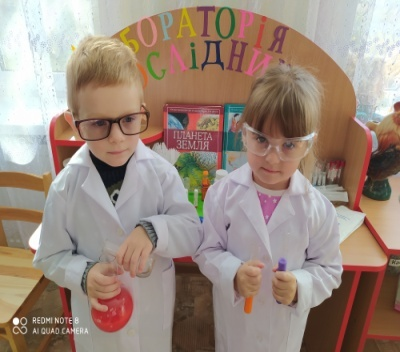 ЛАБОРАТОРІЯ
ДОСЛІДНИКА
ПЛАНЕТА
ЗЕМЛЯ
REDMI NOTE 8
AI QUAD CAMERA